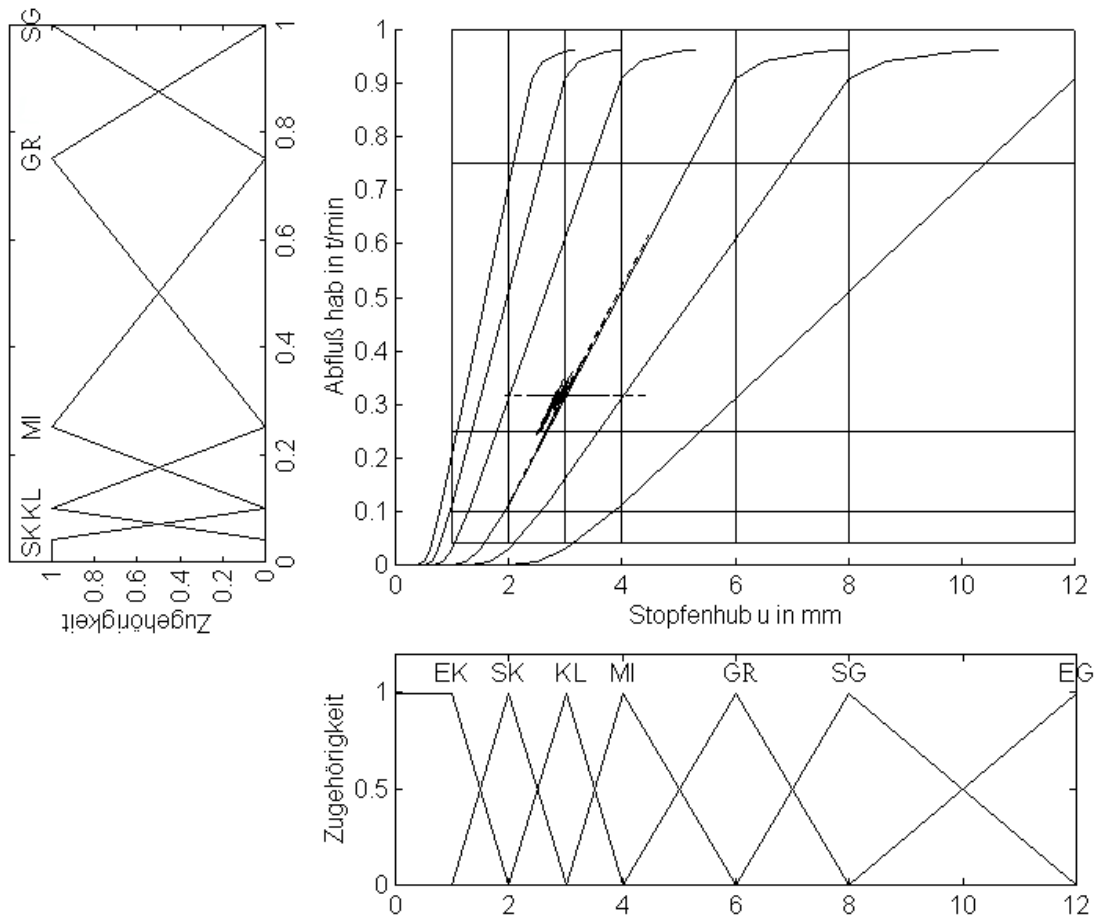 SK KL MI GR SG
0 0.2 0.4 0.6 0.8 1
1 0.8 0.6 0.4 0.2 0
Zugehörigkeit
1
0.9
0.8
0.7
0.6
0.5
0.4
0.3
0.2
0.1
0
Abfluß hab in t/min
0 2 4 6 8 10 12
Stopfenhub u in mm
EK SK KL MI GR SG EG
1
0.5
0
Zugehörigkeit
0 2 4 6 8 10 12